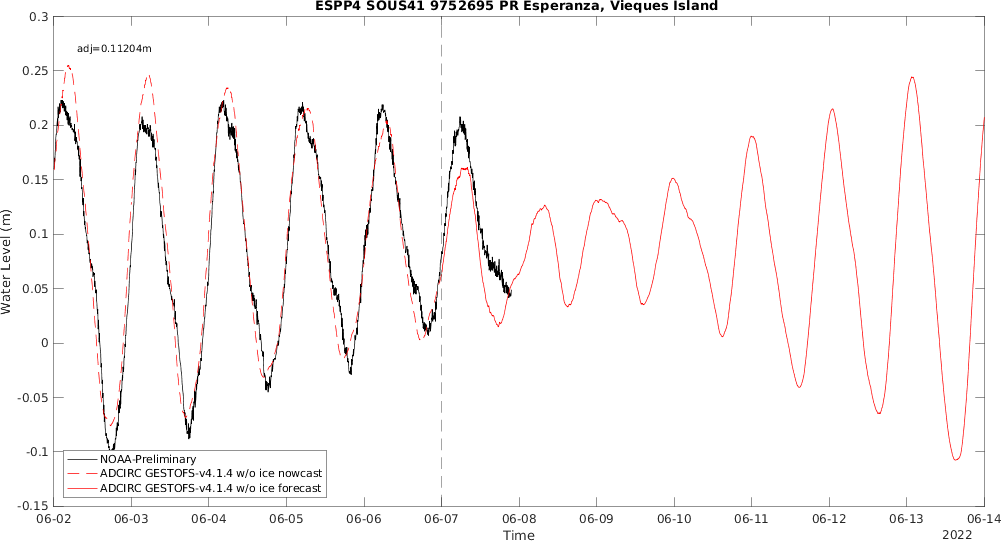 ESPP4 SOUS41 9752695 PR Esperanza, Vieques Island
0.3
adj=0.11204m
0.25
0.2
0.15
0.1
0.05
0
-0.05
-0.1
-0.15
Water Level (m)
NOAA-Preliminary
ADCIRC GESTOFS-v4.1.4 w/o ice nowcast
ADCIRC GESTOFS-v4.1.4 w/o ice forecast
06-02 06-03 06-04 06-05 06-06 06-07 06-08 06-09 06-10 06-11 06-12 06-13 06-14
Time
2022